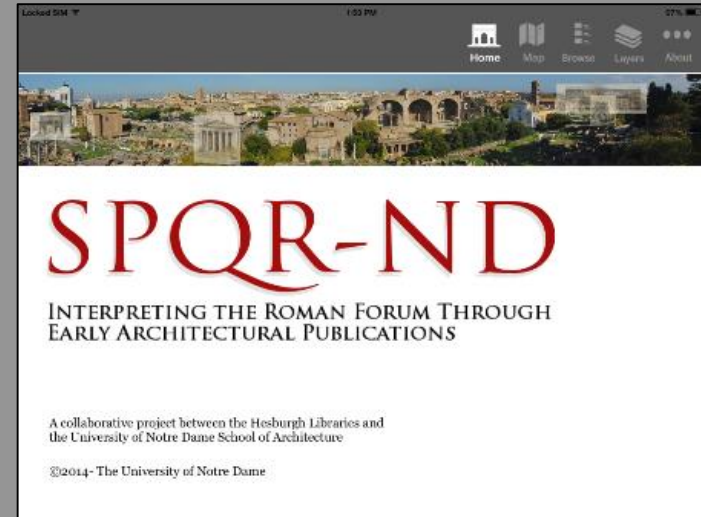 Locked SIM 1:53 PM 97%
Home Map Browse Layers About
SPQR-ND
INTERPRETING THE ROMAN FORUM THROUGH
EARLY ARCHITECTURAL PUBLICATIONS
A collaborative project between the Hesburgh Libraries and
the University of Notre Dame School of Architecture
©2014- The University of Notre Dame